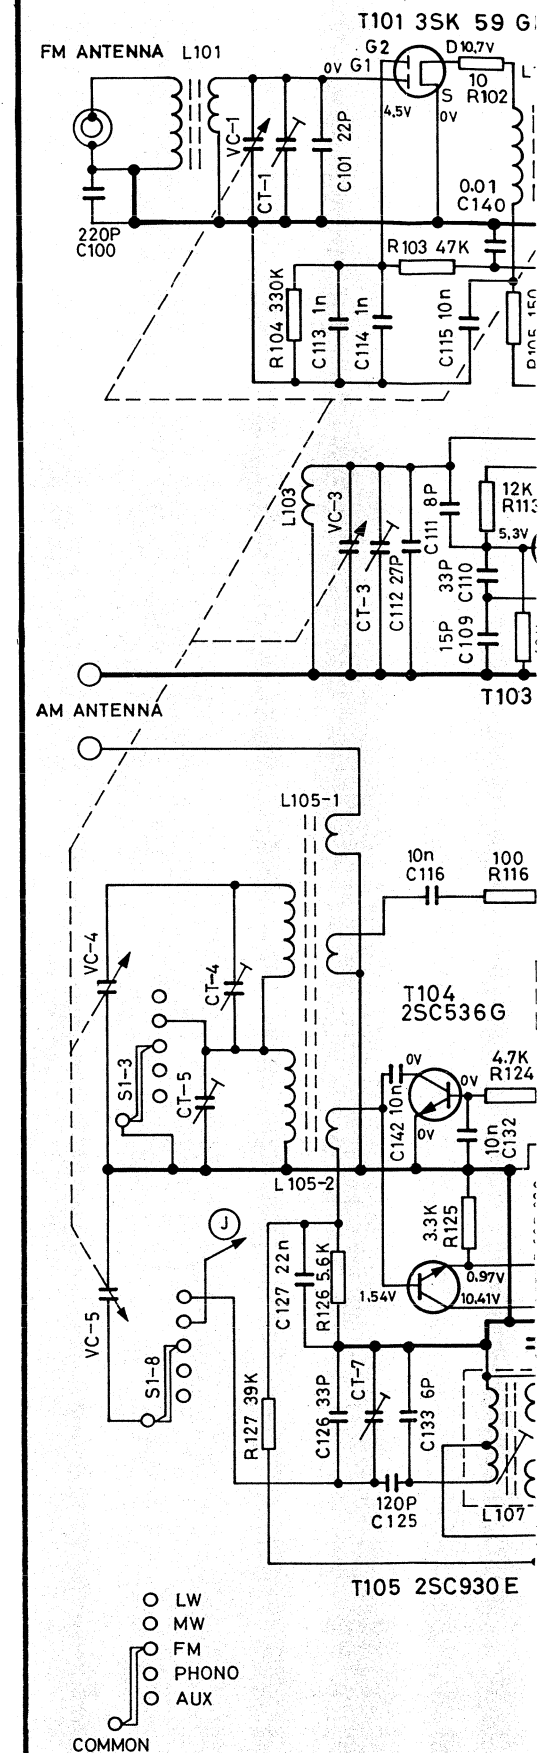 T101 3SK 59 G
FM ANTENNA L101
G2
G1
0V
D 10,7V
10
R102
S
0V
4,5V
VC-1
CT-1
C101 22P
0.01
C140
220P
C100
R103 47K
R104 330K
C113 1n
C114 1n
C115 10n
R105 150
L103
VC-3
CT-3
C112 27P
C111 8P
12K
R113
5,3V
33P
C110
15P
C109
T103
AM ANTENNA
L105-1
10n
C116
100
R116
VC-4
CT-4
T104
2SC536G
S1-3
CT-5
C142 10n
0V
0V
0V
4.7K
R124
10n
C132
L105-2
J
3.3K
R125
C127 22n
R126 5.6K
1.54V
0.97V
10.41V
VC-5
S1-8
R127 39K
C126 33P
CT-7
C133 6P
120P
C125
L107
T105 2SC930E
LW
MW
FM
PHONO
AUX
COMMON